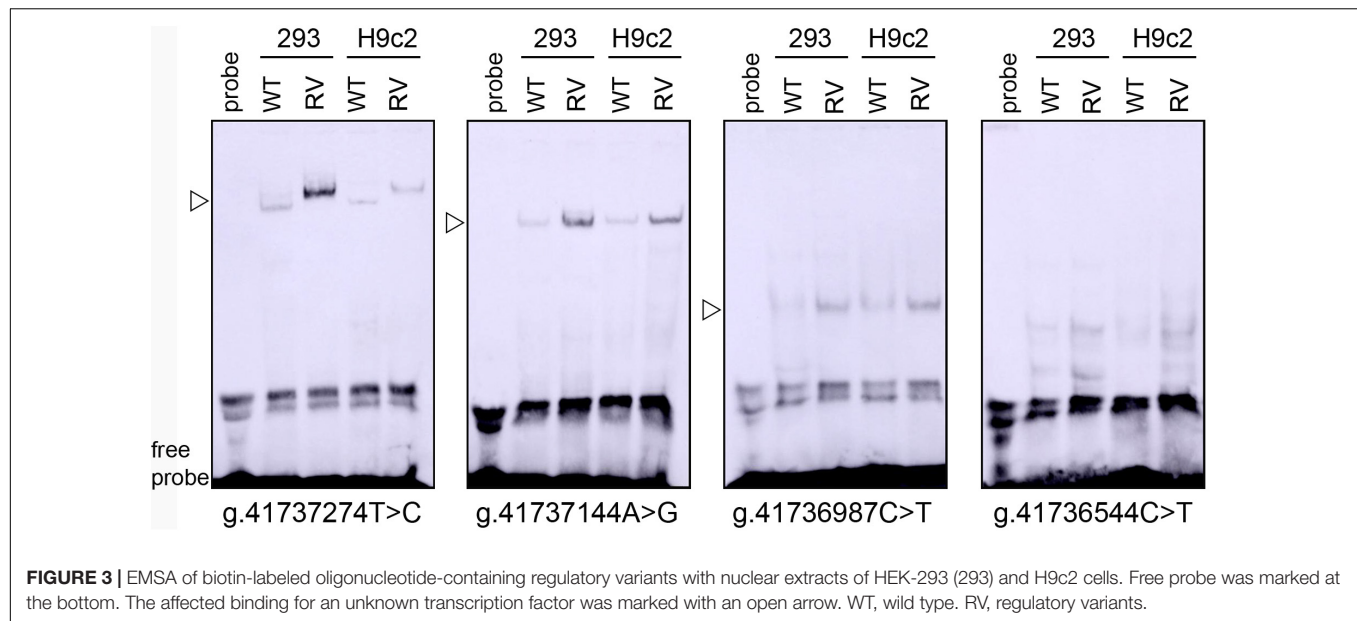 293 H9c2 293 H9c2 293 H9c2 293 H9c2
probe WT RV WT RV probe WT RV WT RV probe WT RV WT RV probe WT RV WT RV
free
probe
g.41737274T>C g.41737144A>G g.41736987C>T g.41736544C>T
FIGURE 3 | EMSA of biotin-labeled oligonucleotide-containing regulatory variants with nuclear extracts of HEK-293 (293) and H9c2 cells. Free probe was marked at
the bottom. The affected binding for an unknown transcription factor was marked with an open arrow. WT, wild type. RV, regulatory variants.